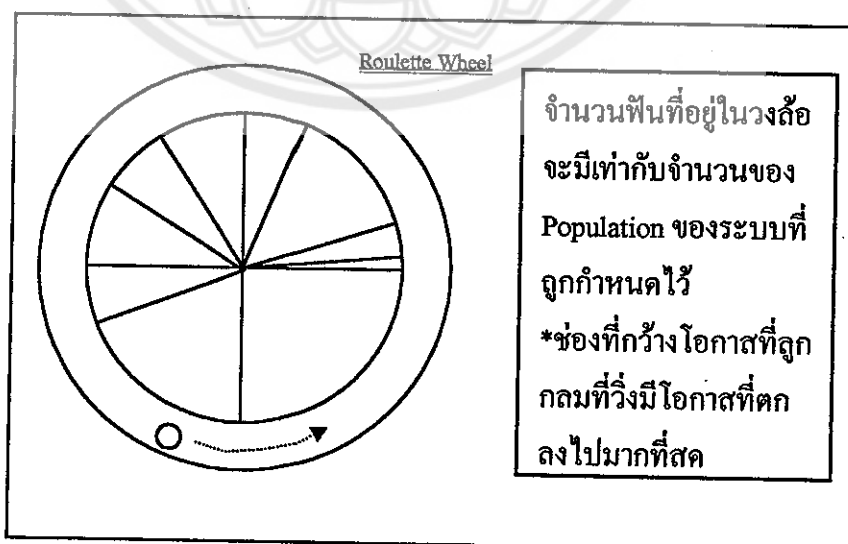 Roulette Wheel
จำนวนฟันที่อยู่ในวงล้อ
จะมีเท่ากับจำนวนของ
Population ของระบบที่
ถูกกำหนดไว้
*ช่องที่กว้างโอกาสที่ลูก
กลมที่วิ่งมีโอกาสที่ตก
ลงไปมากที่สด